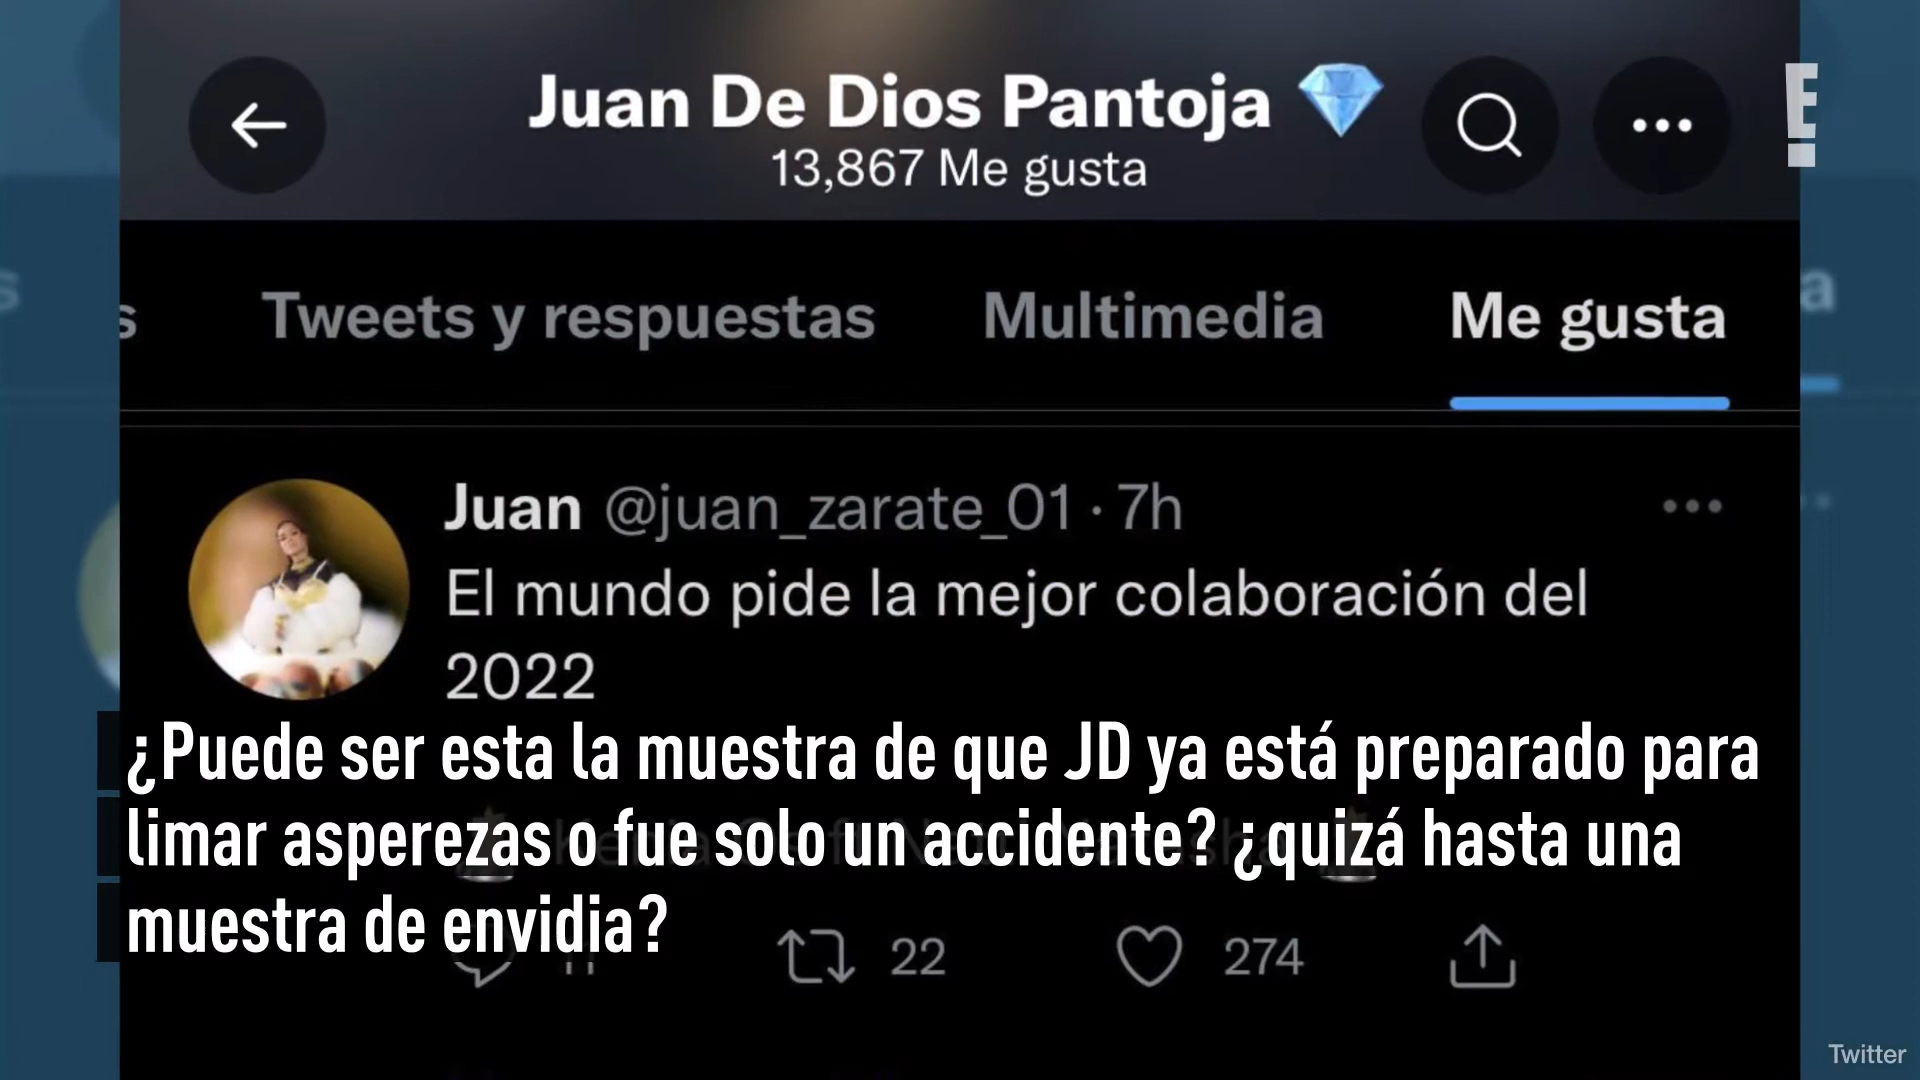 Juan De Dios Pantoja 💎
13,867 Me gusta
E!
s Tweets y respuestas Multimedia Me gusta
Juan @juan_zarate_01 · 7h
El mundo pide la mejor colaboración del
2022
¿Puede ser esta la muestra de que JD ya está preparado para
limar asperezas o fue solo un accidente? ¿quizá hasta una
muestra de envidia?
22 274
Twitter